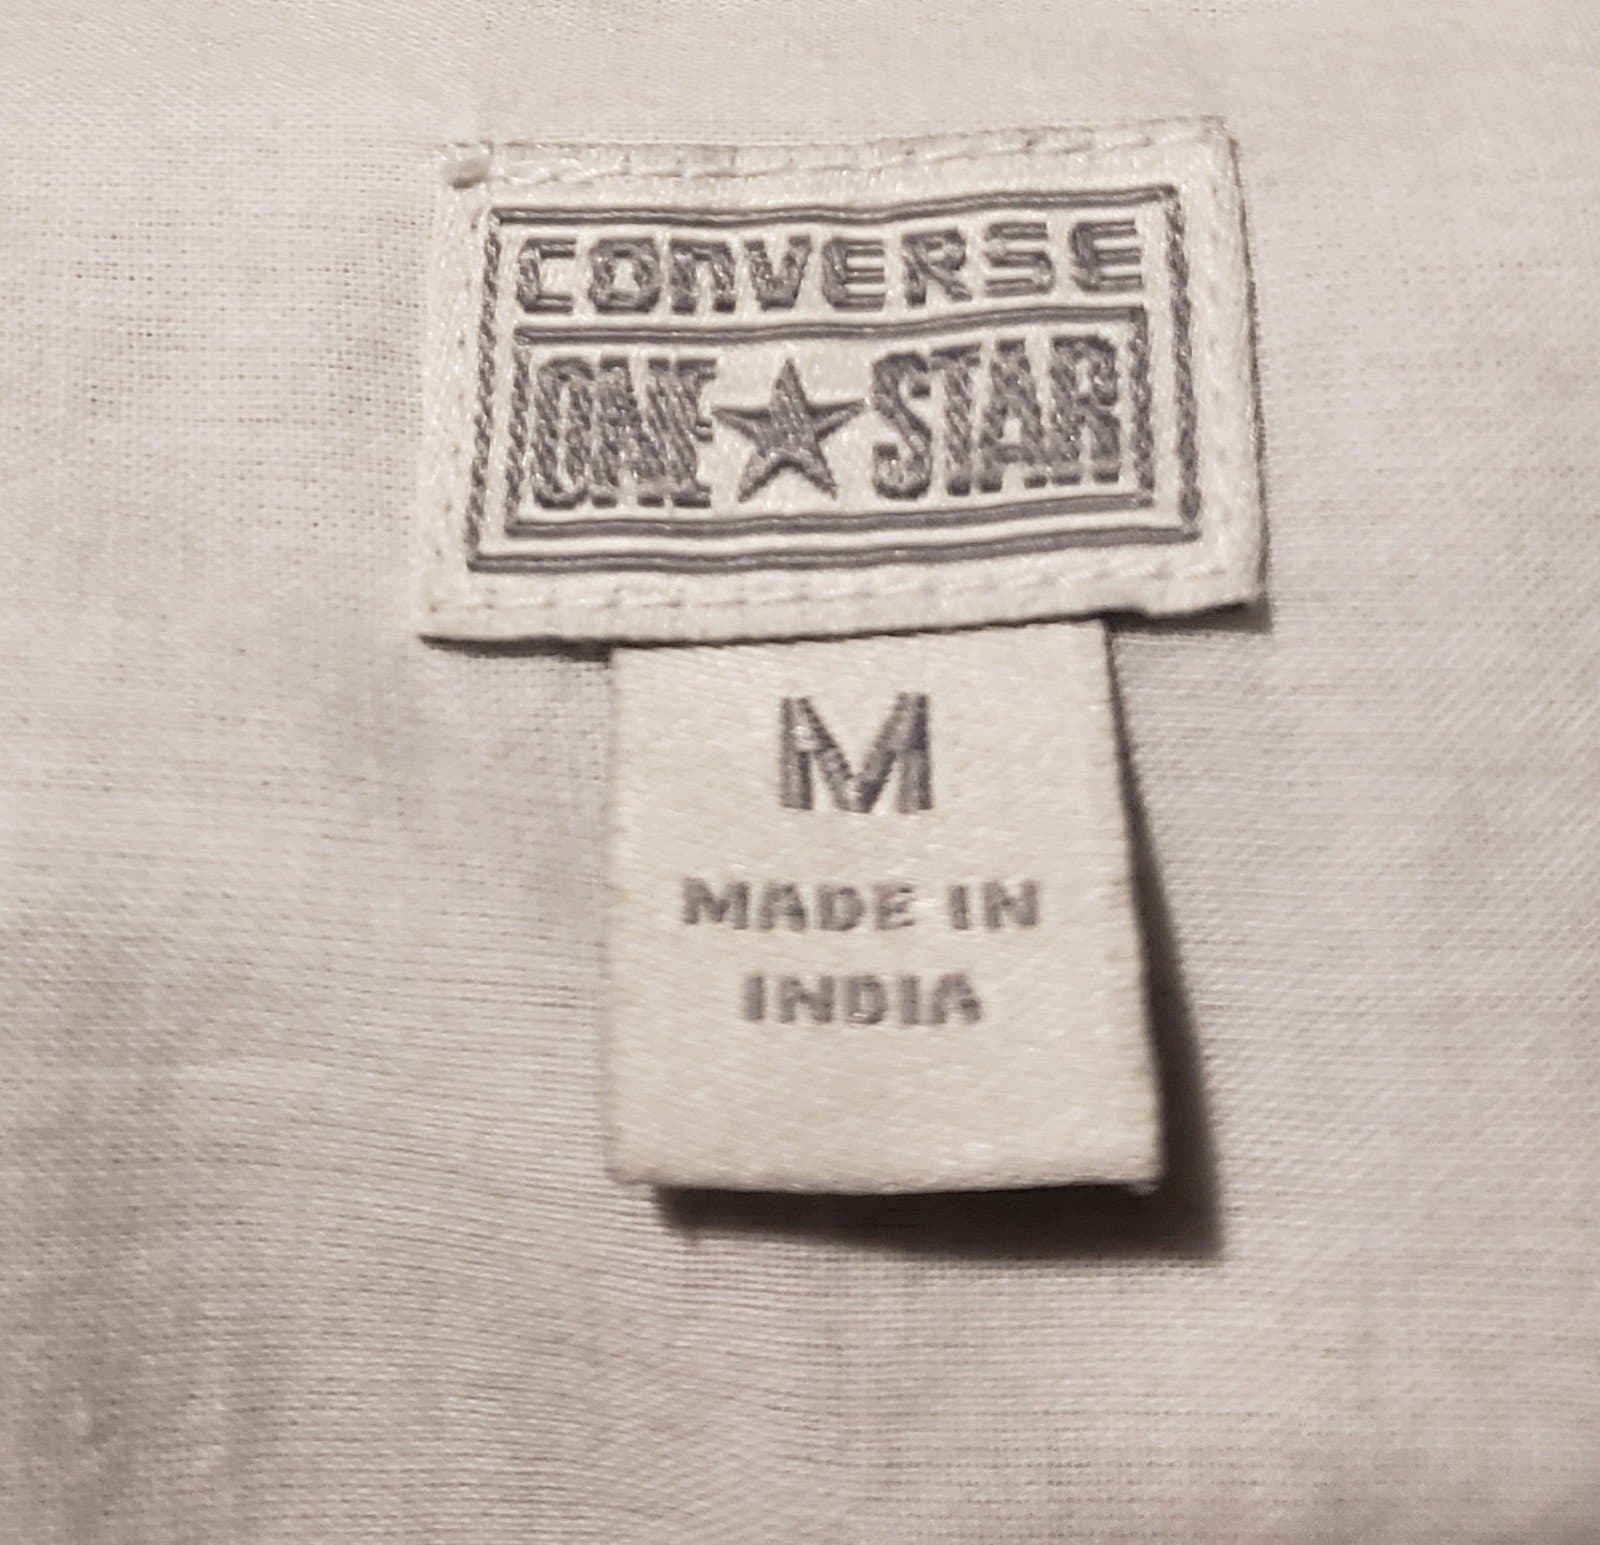 CONVERSE
ONE STAR
M
MADE IN
INDIA